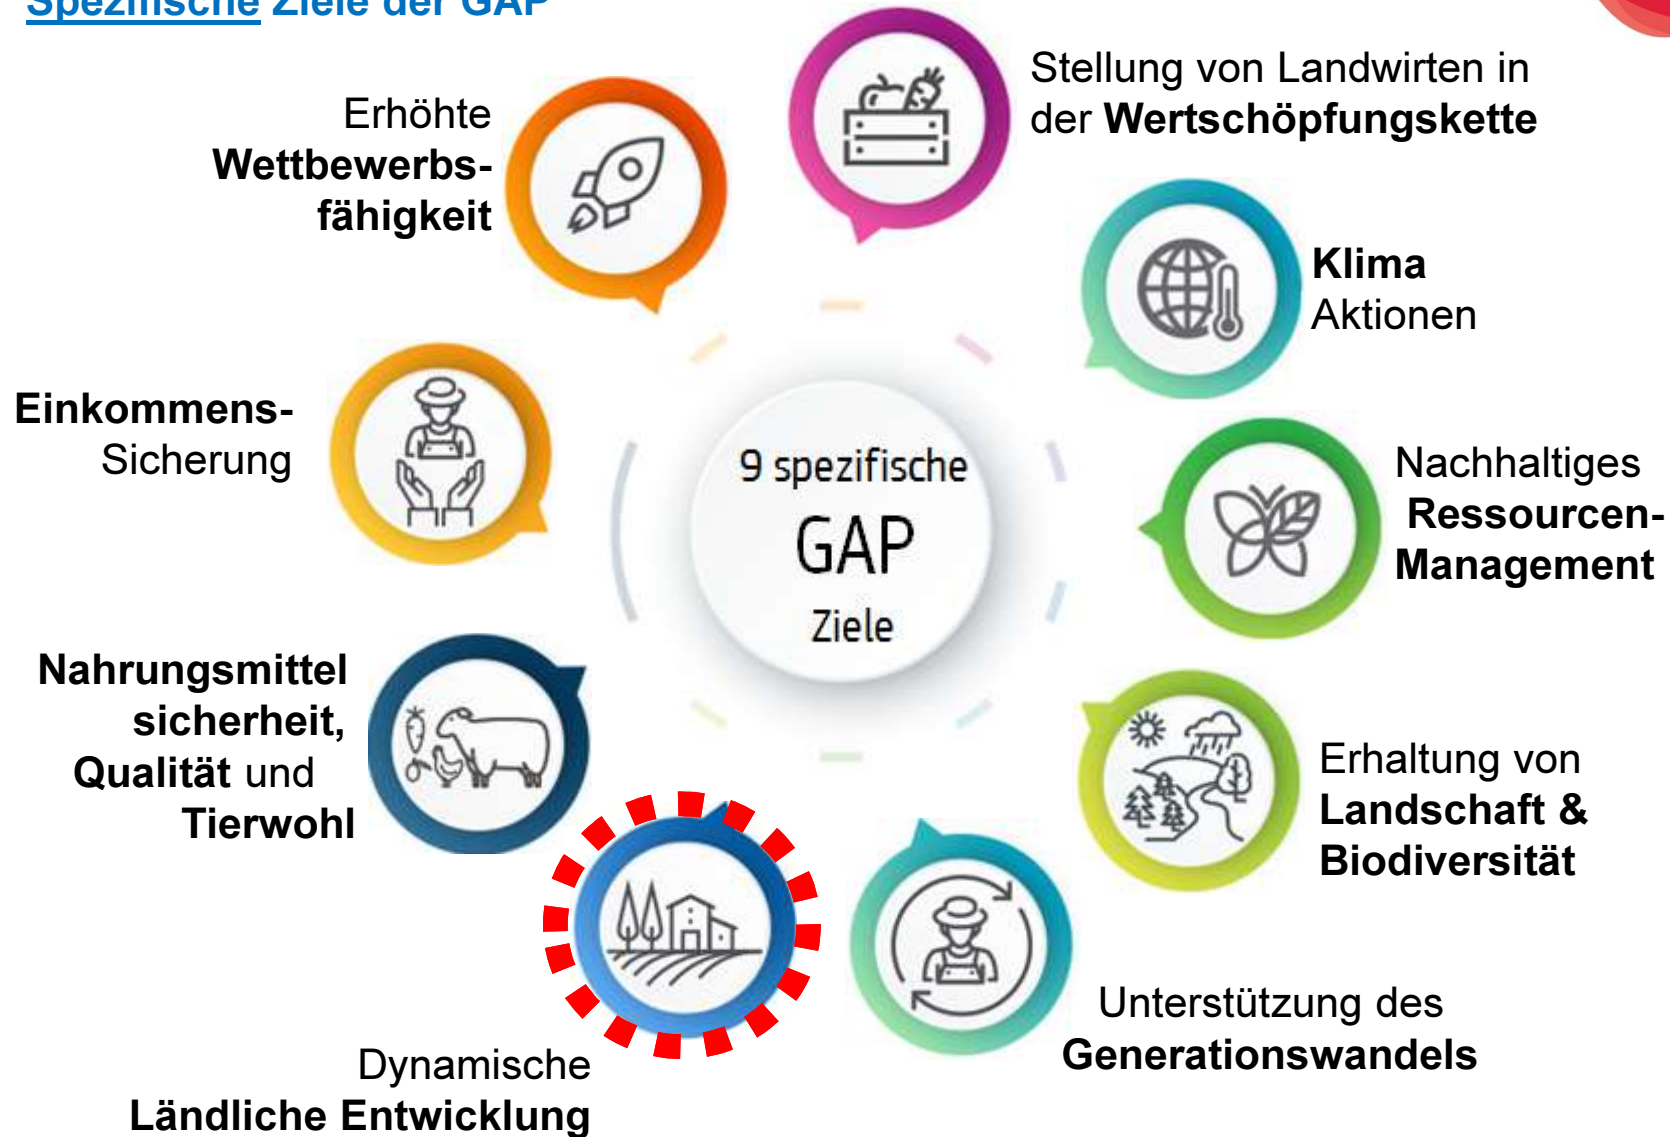 Spezifische Ziele der GAP
Stellung von Landwirten in
der Wertschöpfungskette
Erhöhte
Wettbewerbs-
fähigkeit
Klima
Aktionen
Einkommens-
Sicherung
9 spezifische
GAP
Ziele
Nachhaltiges
Ressourcen-
Management
Nahrungsmittel
sicherheit,
Qualität und
Tierwohl
Erhaltung von
Landschaft &
Biodiversität
Unterstützung des
Generationswandels
Dynamische
Ländliche Entwicklung